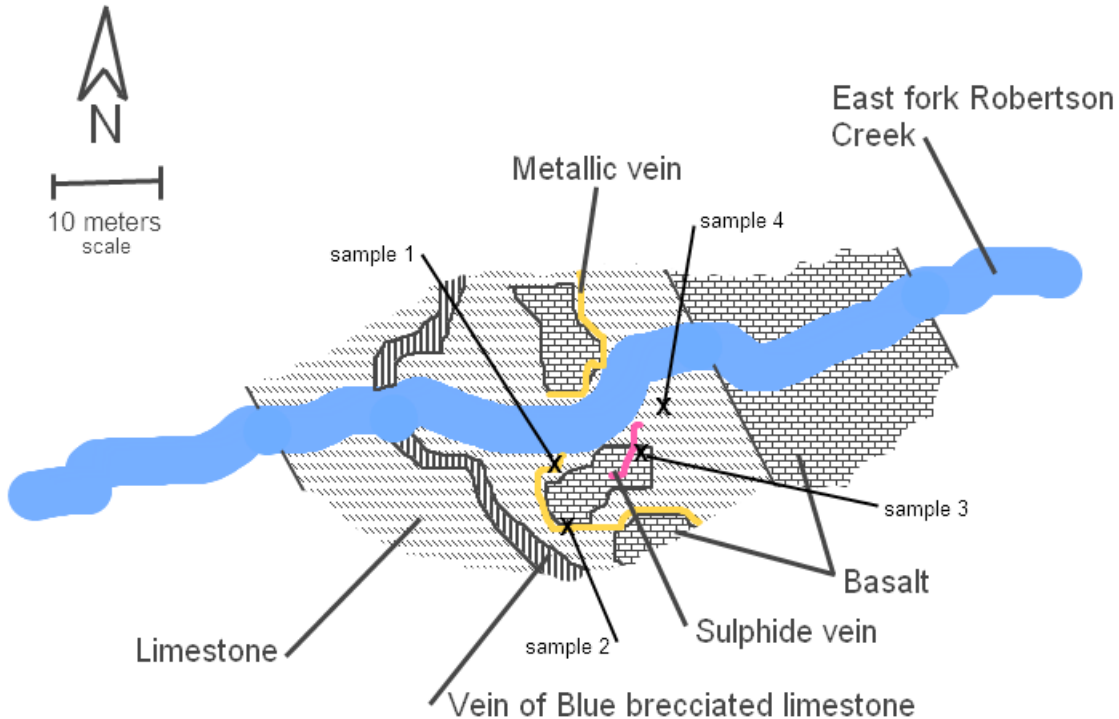 N
10 meters
scale
East fork Robertson
Creek
Metallic vein
sample 4
sample 1
sample 3
Basalt
Sulphide vein
sample 2
Limestone
Vein of Blue brecciated limestone
X
X
X
X